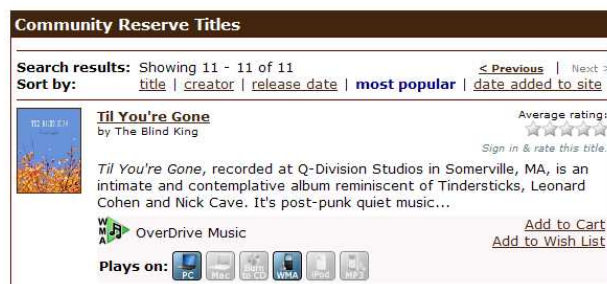 Community Reserve Titles
Search results: Showing 11 - 11 of 11 < Previous | Next >
Sort by: title | creator | release date | most popular | date added to site
Til You're Gone Average rating:
by The Blind King
Sign in & rate this title.
Til You're Gone, recorded at Q-Division Studios in Somerville, MA, is an
intimate and contemplative album reminiscent of Tindersticks, Leonard
Cohen and Nick Cave. It's post-punk quiet music...
WMA OverDrive Music Add to Cart
Add to Wish List
Plays on: PC Mac Burn to CD WMA iPod MP3